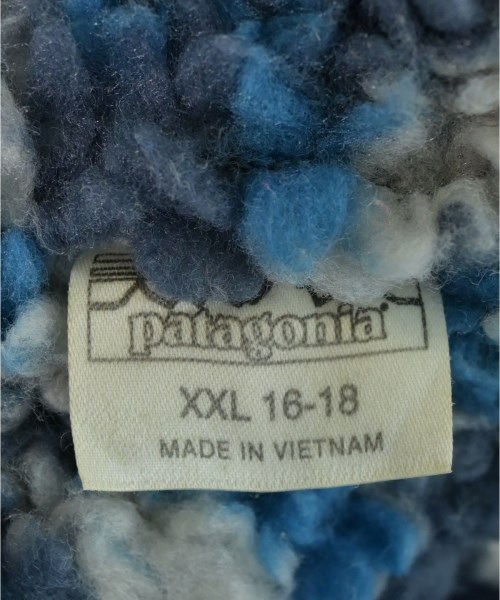 patagonia®
XXL 16-18
MADE IN VIETNAM